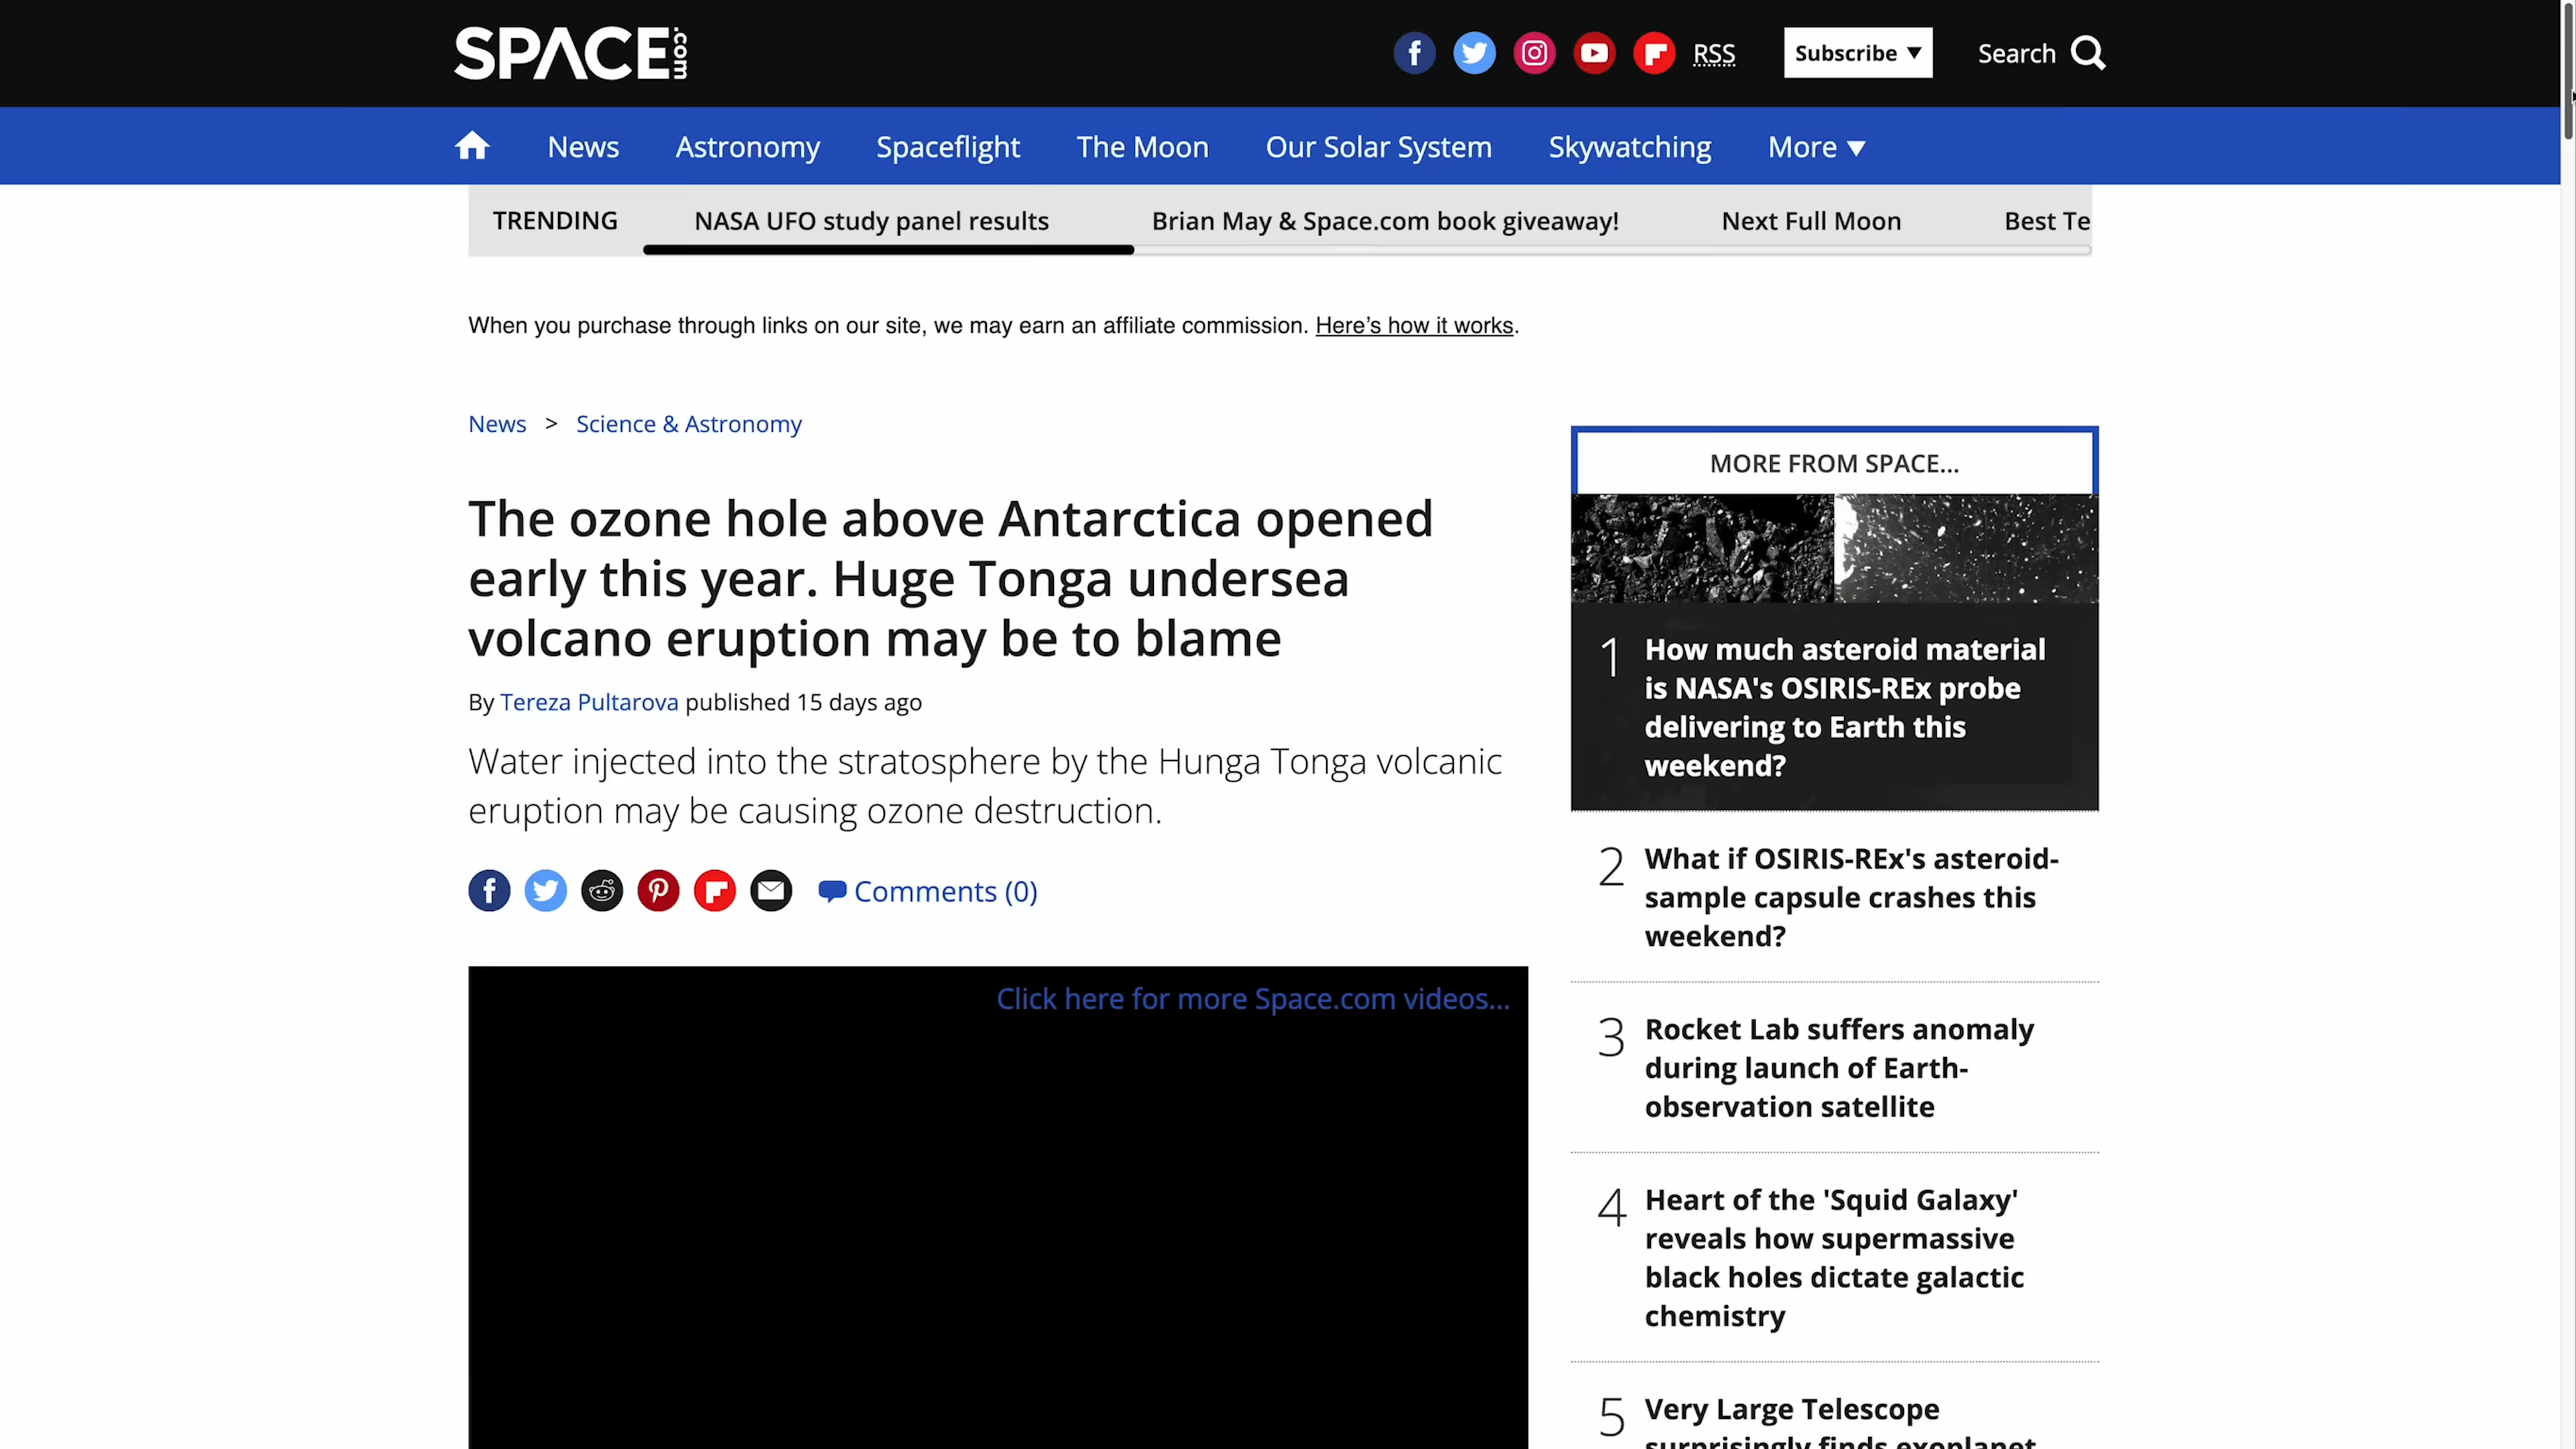 SPACE.com
RSS
Subscribe ▼
Search
News
Astronomy
Spaceflight
The Moon
Our Solar System
Skywatching
More ▼
TRENDING
NASA UFO study panel results
Brian May & Space.com book giveaway!
Next Full Moon
Best Te
When you purchase through links on our site, we may earn an affiliate commission. Here’s how it works.
News > Science & Astronomy
The ozone hole above Antarctica opened
early this year. Huge Tonga undersea
volcano eruption may be to blame
By Tereza Pultarova published 15 days ago
Water injected into the stratosphere by the Hunga Tonga volcanic
eruption may be causing ozone destruction.
Comments (0)
Click here for more Space.com videos...
MORE FROM SPACE...
1 How much asteroid material
is NASA's OSIRIS-REx probe
delivering to Earth this
weekend?
2 What if OSIRIS-REx's asteroid-
sample capsule crashes this
weekend?
3 Rocket Lab suffers anomaly
during launch of Earth-
observation satellite
4 Heart of the 'Squid Galaxy'
reveals how supermassive
black holes dictate galactic
chemistry
5 Very Large Telescope
surprisingly finds exoplanet